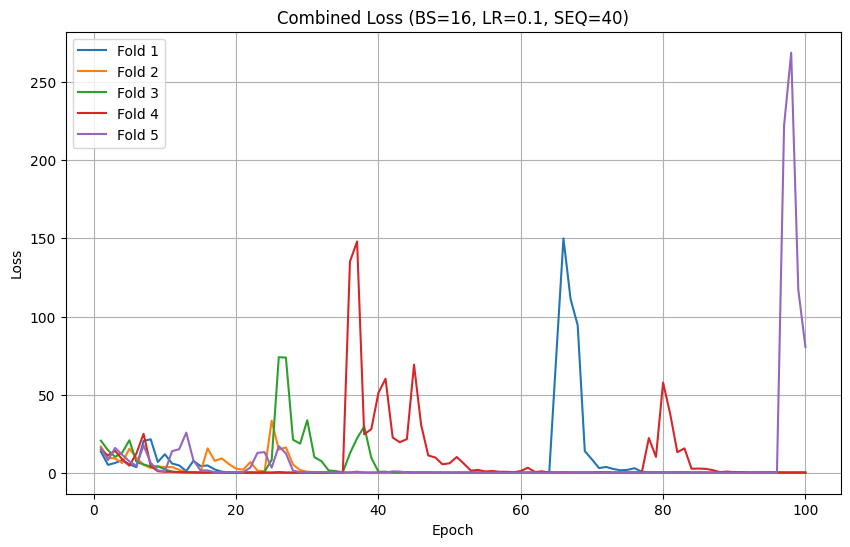 Combined Loss (BS=16, LR=0.1, SEQ=40)
Fold 1
Fold 2
Fold 3
Fold 4
Fold 5
250
200
150
100
50
0
Loss
0 20 40 60 80 100
Epoch